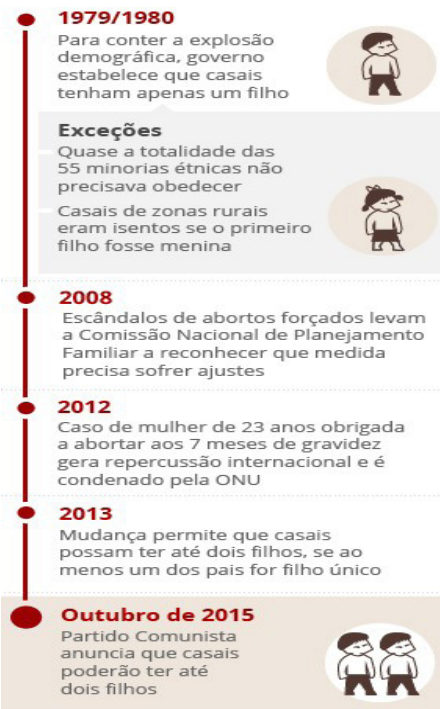 1979/1980
Para conter a explosão
demográfica, governo
estabelece que casais
tenham apenas um filho
Exceções
Quase a totalidade das
55 minorias étnicas não
precisava obedecer
Casais de zonas rurais
eram isentos se o primeiro
filho fosse menina
2008
Escândalos de abortos forçados levam
a Comissão Nacional de Planejamento
Familiar a reconhecer que medida
precisa sofrer ajustes
2012
Caso de mulher de 23 anos obrigada
a abortar aos 7 meses de gravidez
gera repercussão internacional e é
condenado pela ONU
2013
Mudança permite que casais
possam ter até dois filhos, se ao
menos um dos pais for filho único
Outubro de 2015
Partido Comunista
anuncia que casais
poderão ter até
dois filhos